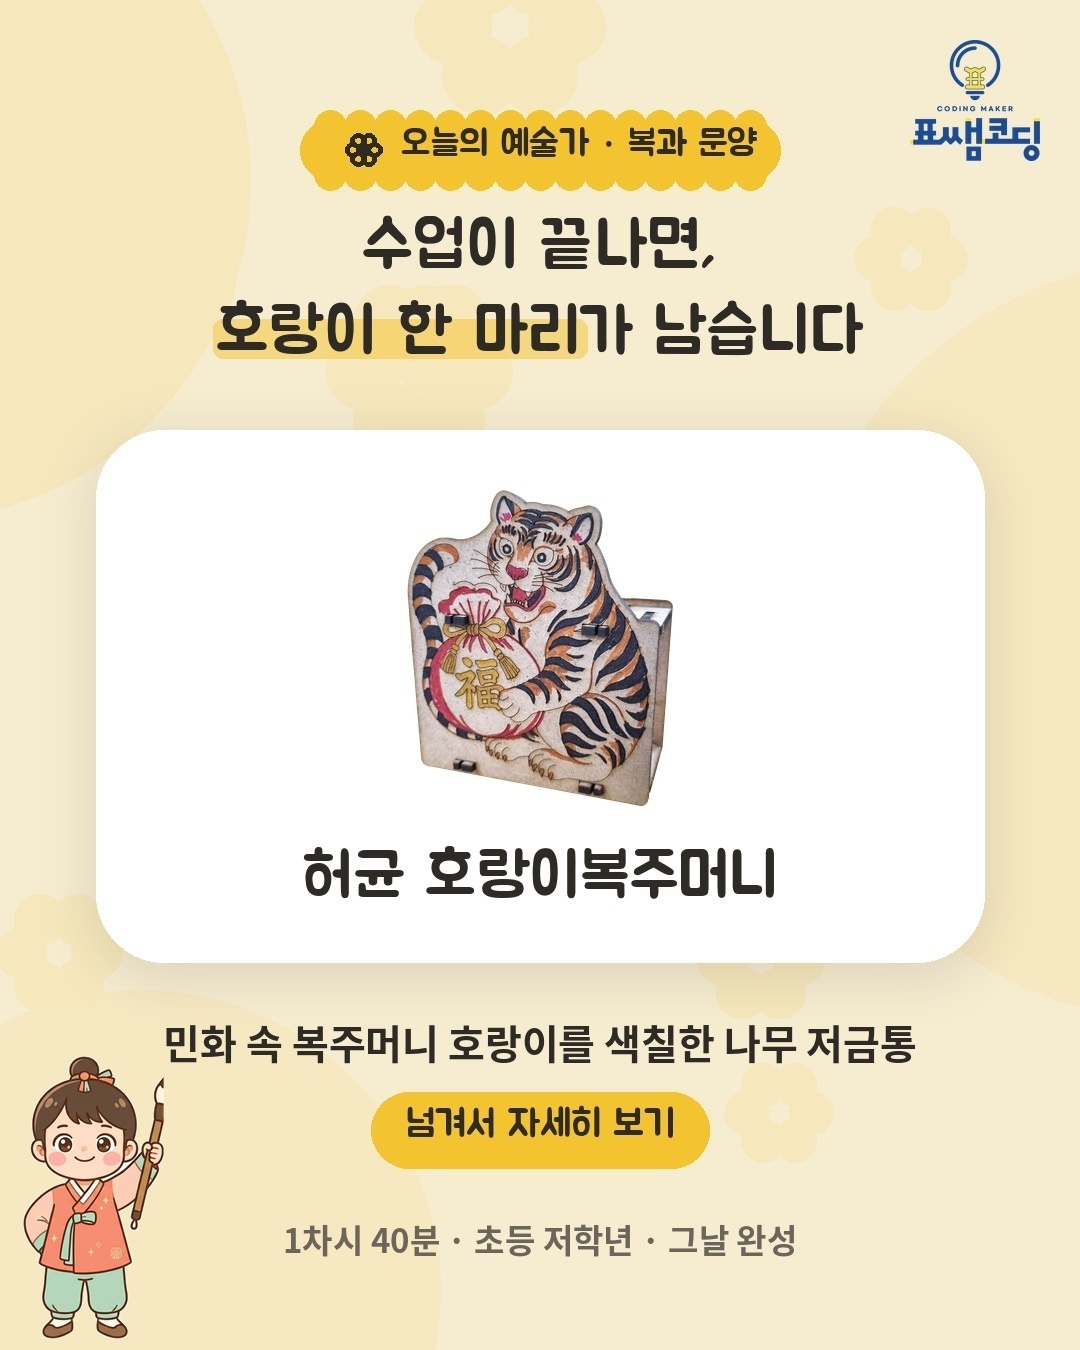 CODING MAKER
표쌤코딩
오늘의 예술가 · 복과 문양
수업이 끝나면,
호랑이 한 마리가 남습니다
福
허균 호랑이복주머니
민화 속 복주머니 호랑이를 색칠한 나무 저금통
넘겨서 자세히 보기
1차시 40분 · 초등 저학년 · 그날 완성